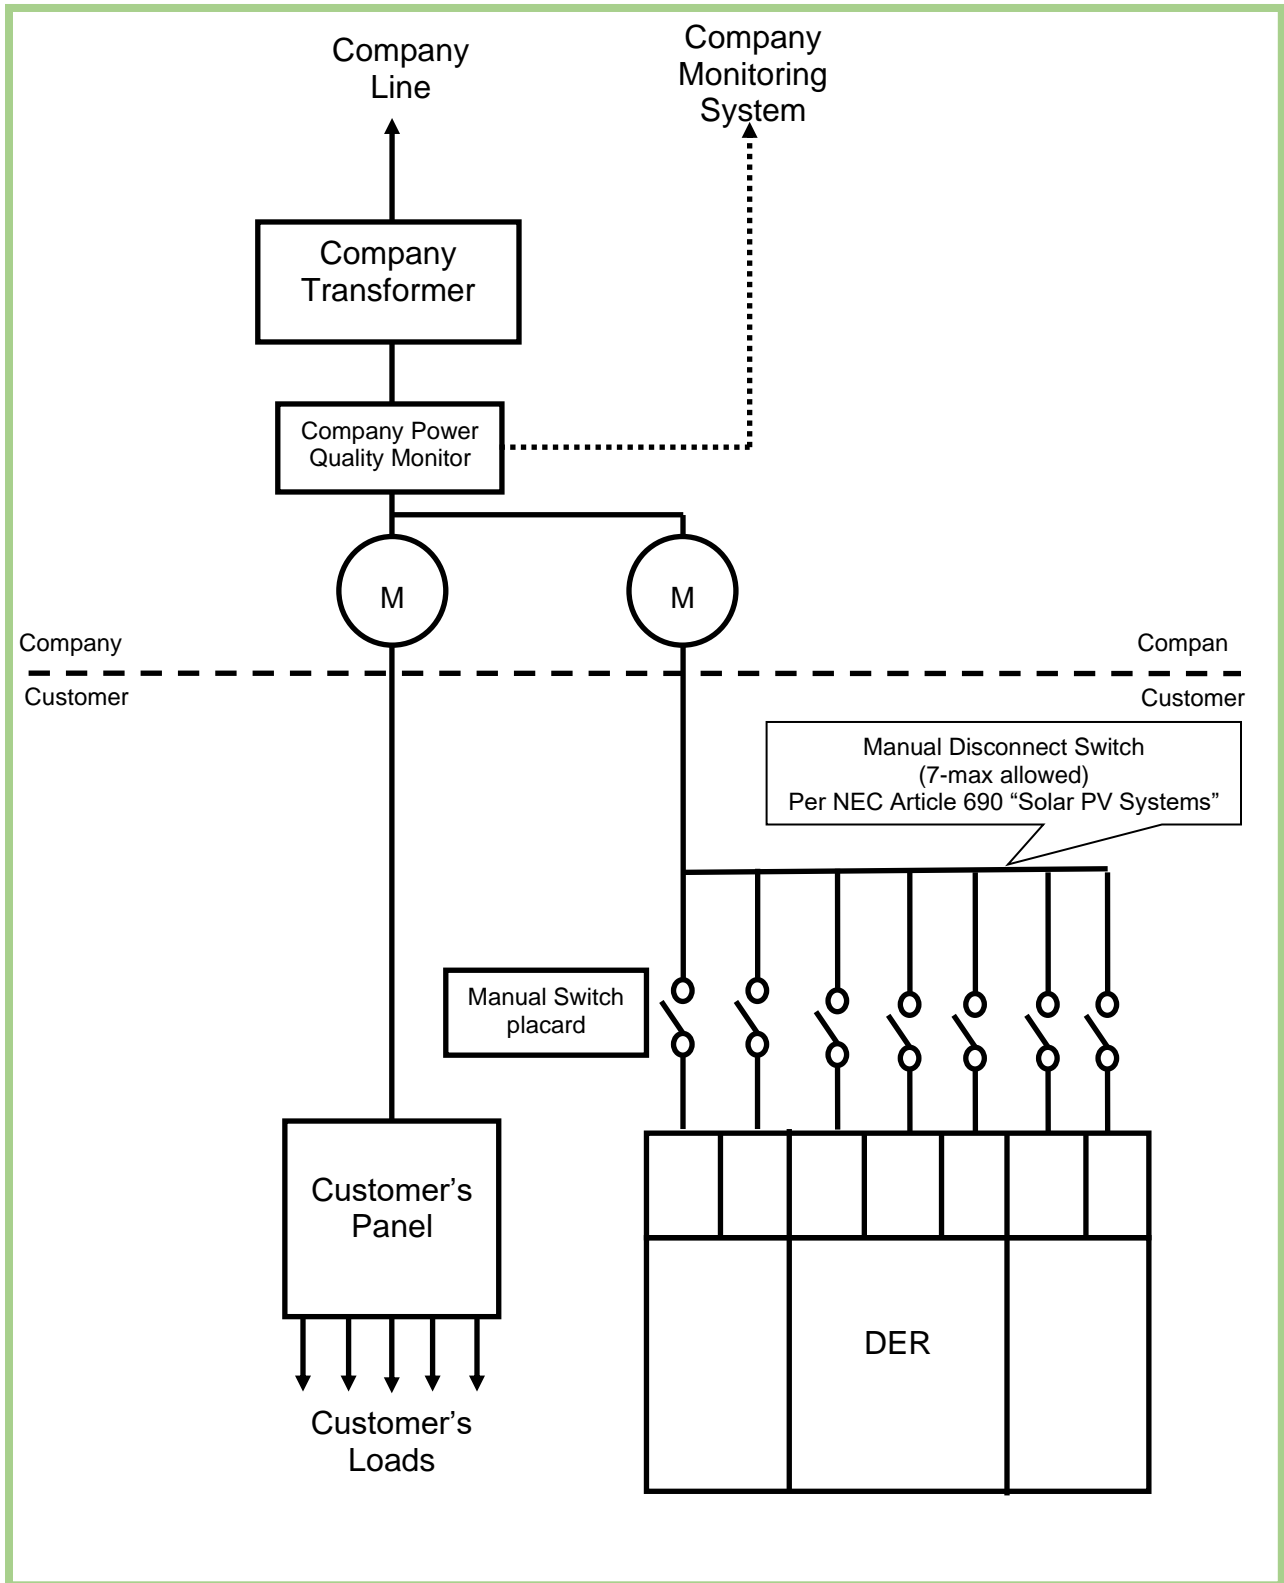 Company
Line
Company
Monitoring
System
Company
Transformer
Company Power
Quality Monitor
M
M
Company
Compan
Customer
Customer
Manual Disconnect Switch
(7-max allowed)
Per NEC Article 690 “Solar PV Systems”
Manual Switch
placard
Customer’s
Panel
DER
Customer’s
Loads